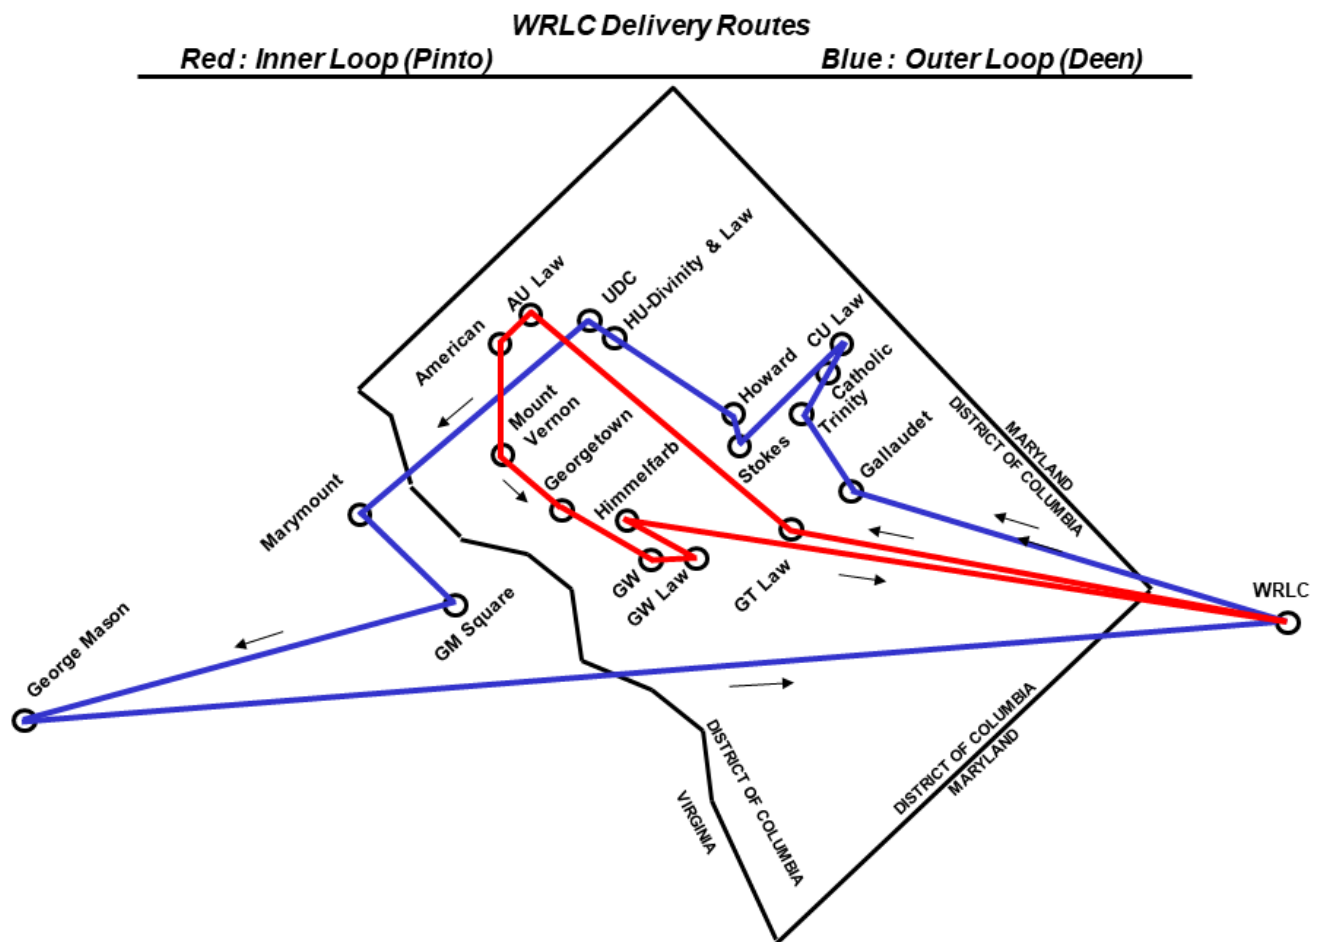 WRLC Delivery Routes
Red : Inner Loop (Pinto)
Blue : Outer Loop (Deen)
American
AU Law
UDC
HU-Divinity & Law
Howard
CU Law
Catholic
Trinity
Gallaudet
Stokes
Mount
Vernon
Georgetown
Himmelfarb
GW
GW Law
GT Law
Marymount
GM Square
George Mason
WRLC
MARYLAND
DISTRICT OF COLUMBIA
DISTRICT OF COLUMBIA
MARYLAND
DISTRICT OF COLUMBIA
VIRGINIA